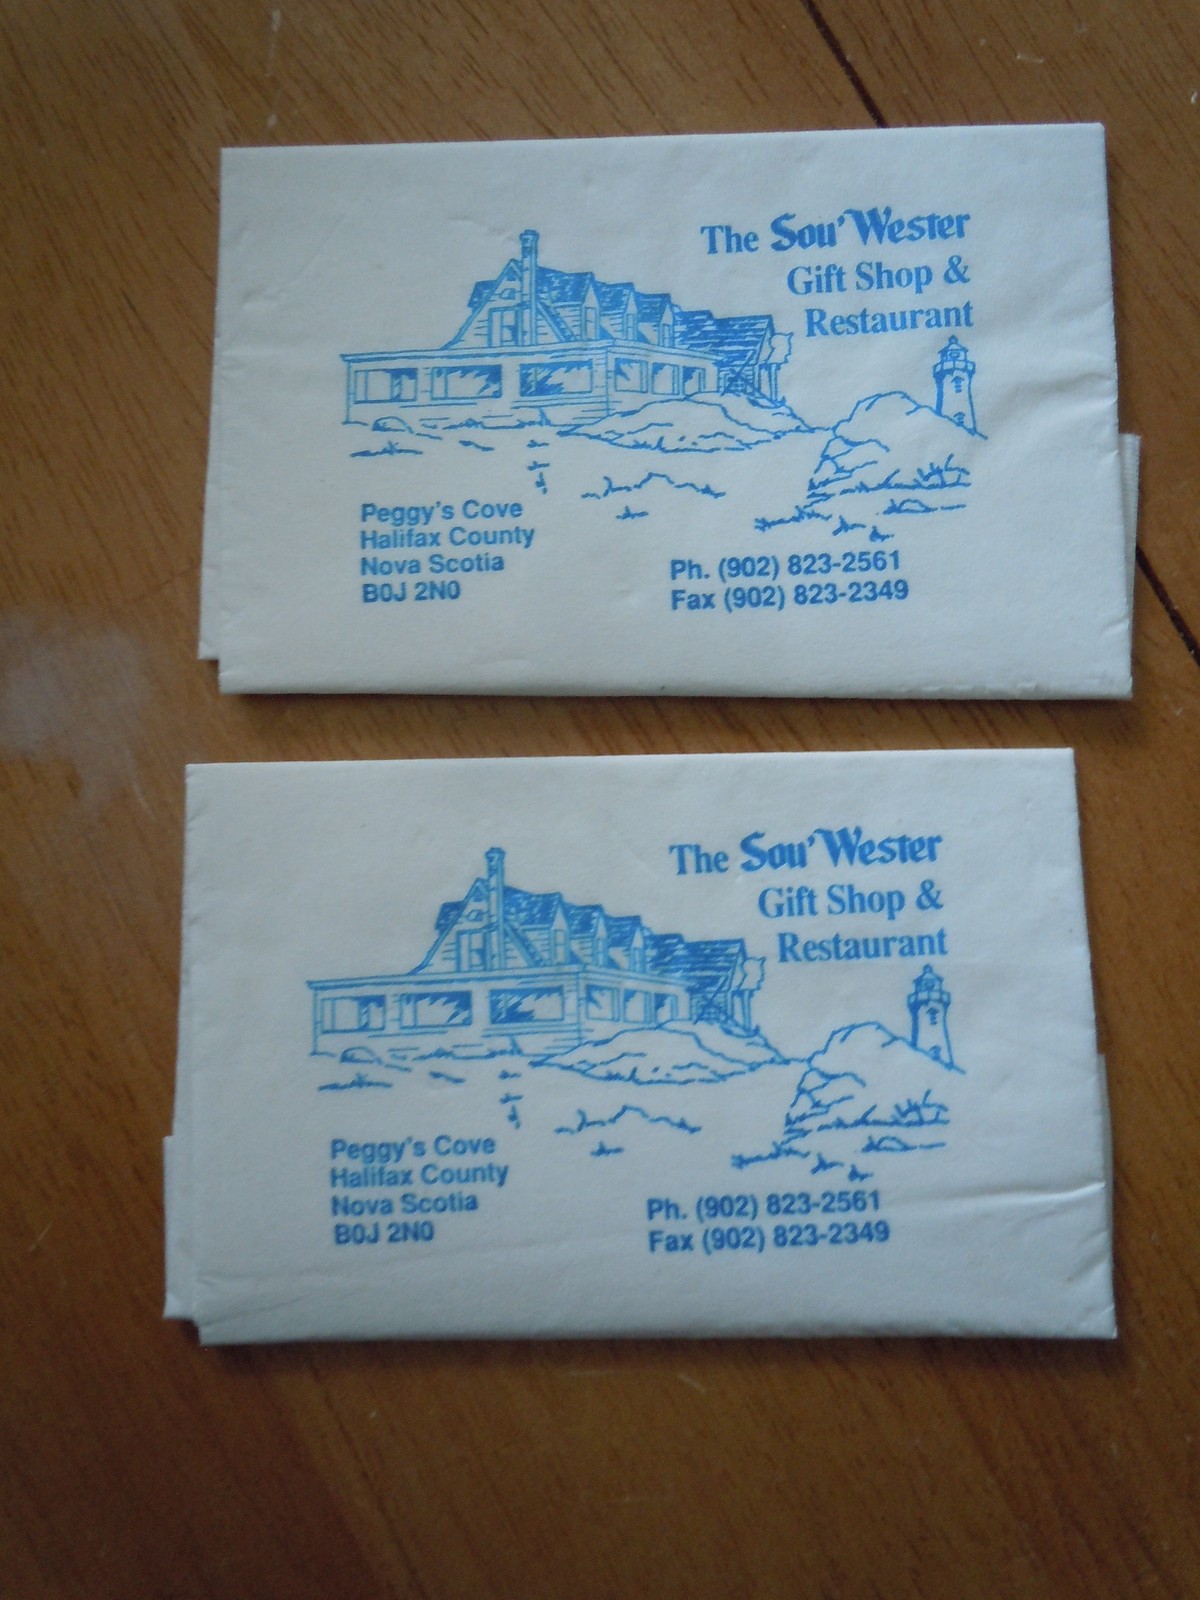 The Sou'Wester
Gift Shop &
Restaurant
Peggy's Cove
Halifax County
Nova Scotia
B0J 2N0
Ph. (902) 823-2561
Fax (902) 823-2349
The Sou'Wester
Gift Shop &
Restaurant
Peggy's Cove
Halifax County
Nova Scotia
B0J 2N0
Ph. (902) 823-2561
Fax (902) 823-2349